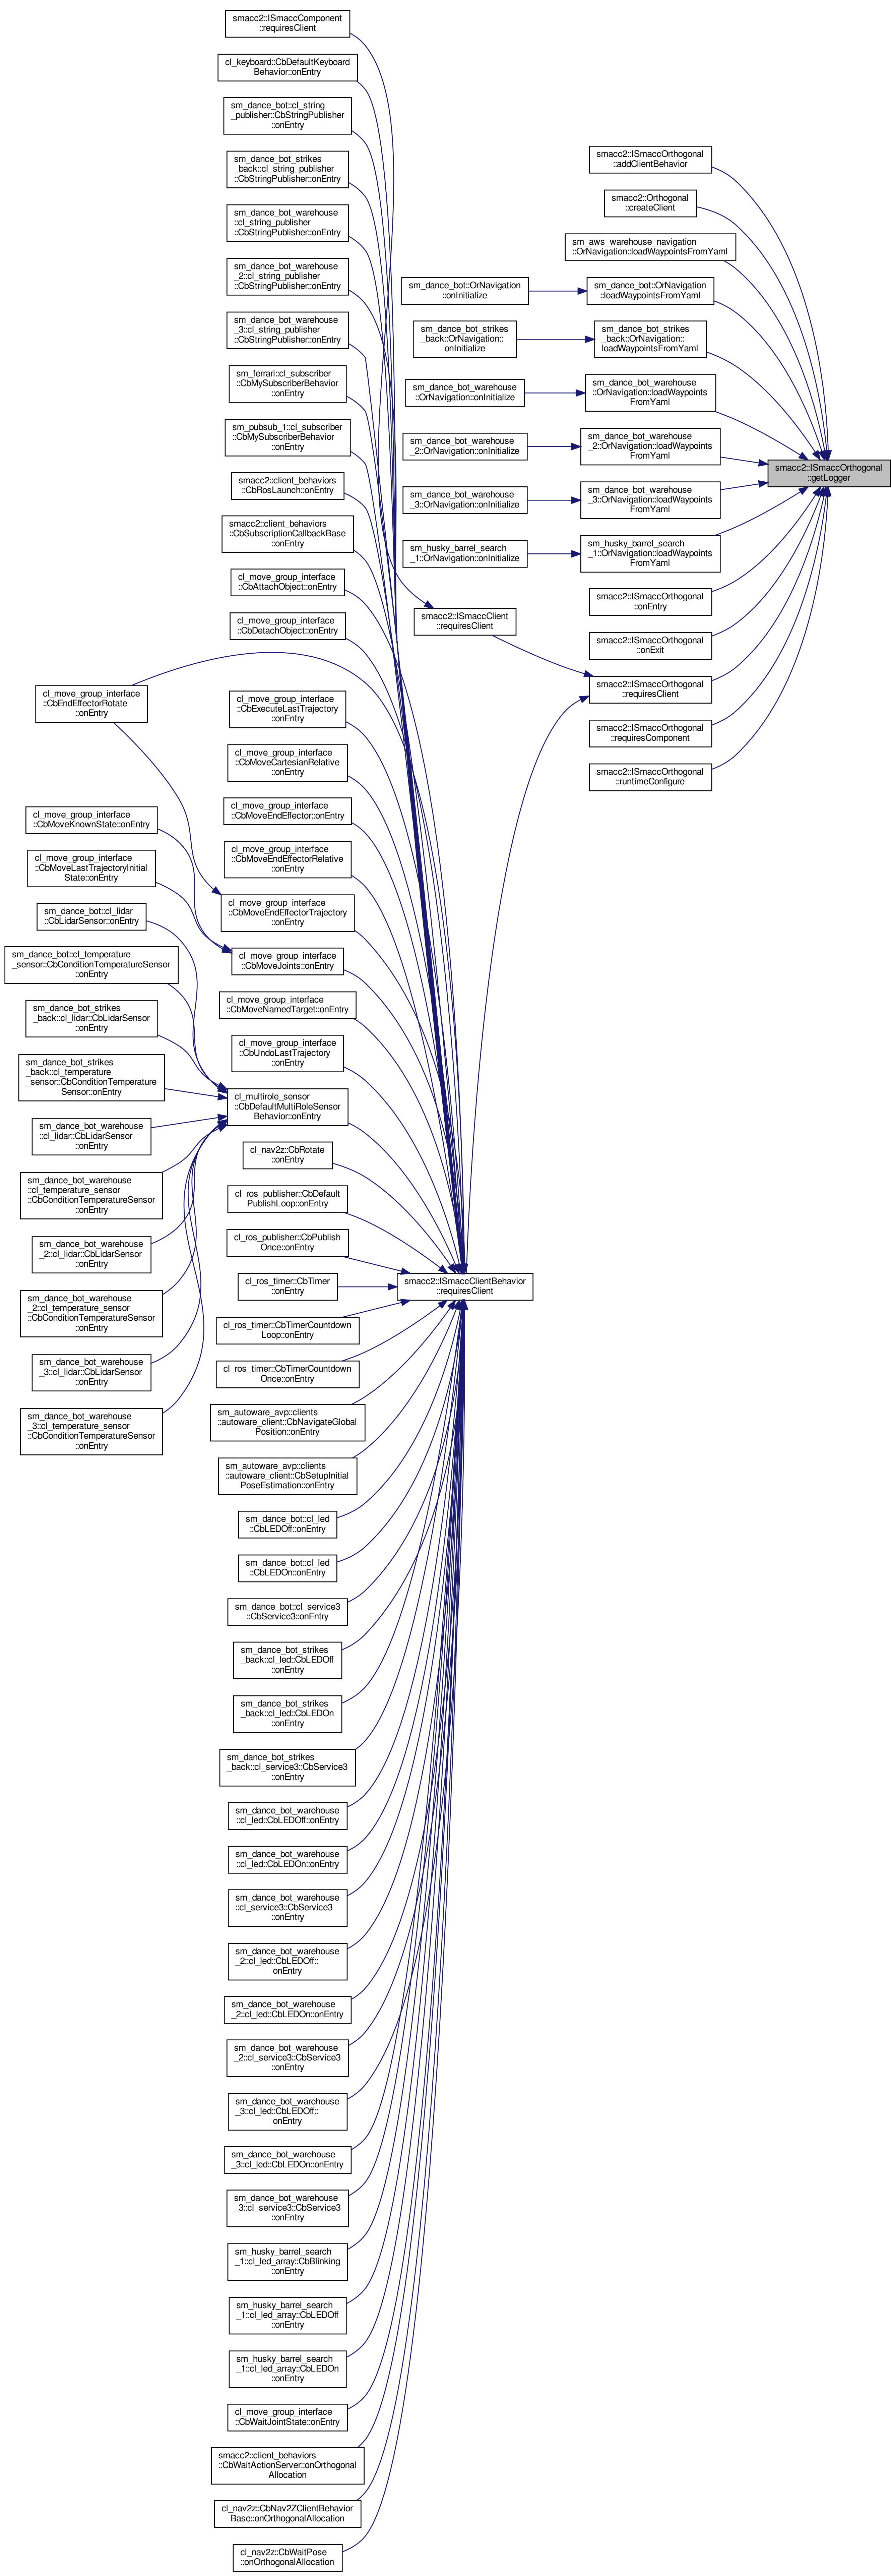 smacc2::ISmaccComponent
::requiresClient
cl_keyboard::CbDefaultKeyboard
Behavior::onEntry
sm_dance_bot::cl_string
_publisher::CbStringPublisher
::onEntry
sm_dance_bot_strikes
_back::cl_string_publisher
::CbStringPublisher::onEntry
sm_dance_bot_warehouse
::cl_string_publisher
::CbStringPublisher::onEntry
sm_dance_bot_warehouse
_2::cl_string_publisher
::CbStringPublisher::onEntry
sm_dance_bot_warehouse
_3::cl_string_publisher
::CbStringPublisher::onEntry
sm_ferrari::cl_subscriber
::CbMySubscriberBehavior
::onEntry
sm_pubsub_1::cl_subscriber
::CbMySubscriberBehavior
::onEntry
smacc2::client_behaviors
::CbRosLaunch::onEntry
smacc2::client_behaviors
::CbSubscriptionCallbackBase
::onEntry
cl_move_group_interface
::CbAttachObject::onEntry
cl_move_group_interface
::CbDetachObject::onEntry
cl_move_group_interface
::CbExecuteLastTrajectory
::onEntry
cl_move_group_interface
::CbMoveCartesianRelative
::onEntry
cl_move_group_interface
::CbMoveEndEffector::onEntry
cl_move_group_interface
::CbMoveEndEffectorRelative
::onEntry
cl_move_group_interface
::CbMoveEndEffectorTrajectory
::onEntry
cl_move_group_interface
::CbMoveJoints::onEntry
cl_move_group_interface
::CbMoveNamedTarget::onEntry
cl_move_group_interface
::CbUndoLastTrajectory
::onEntry
cl_multirole_sensor
::CbDefaultMultiRoleSensor
Behavior::onEntry
cl_nav2z::CbRotate
::onEntry
cl_ros_publisher::CbDefault
PublishLoop::onEntry
cl_ros_publisher::CbPublish
Once::onEntry
cl_ros_timer::CbTimer
::onEntry
cl_ros_timer::CbTimerCountdown
Loop::onEntry
cl_ros_timer::CbTimerCountdown
Once::onEntry
sm_autoware_avp::clients
::autoware_client::CbNavigateGlobal
Position::onEntry
sm_autoware_avp::clients
::autoware_client::CbSetupInitial
PoseEstimation::onEntry
sm_dance_bot::cl_led
::CbLEDOff::onEntry
sm_dance_bot::cl_led
::CbLEDOn::onEntry
sm_dance_bot::cl_service3
::CbService3::onEntry
sm_dance_bot_strikes
_back::cl_led::CbLEDOff
::onEntry
sm_dance_bot_strikes
_back::cl_led::CbLEDOn
::onEntry
sm_dance_bot_strikes
_back::cl_service3::CbService3
::onEntry
sm_dance_bot_warehouse
::cl_led::CbLEDOff::onEntry
sm_dance_bot_warehouse
::cl_led::CbLEDOn::onEntry
sm_dance_bot_warehouse
::cl_service3::CbService3
::onEntry
sm_dance_bot_warehouse
_2::cl_led::CbLEDOff::
onEntry
sm_dance_bot_warehouse
_2::cl_led::CbLEDOn::onEntry
sm_dance_bot_warehouse
_2::cl_service3::CbService3
::onEntry
sm_dance_bot_warehouse
_3::cl_led::CbLEDOff::
onEntry
sm_dance_bot_warehouse
_3::cl_led::CbLEDOn::onEntry
sm_dance_bot_warehouse
_3::cl_service3::CbService3
::onEntry
sm_husky_barrel_search
_1::cl_led_array::CbBlinking
::onEntry
sm_husky_barrel_search
_1::cl_led_array::CbLEDOff
::onEntry
sm_husky_barrel_search
_1::cl_led_array::CbLEDOn
::onEntry
cl_move_group_interface
::CbWaitJointState::onEntry
smacc2::client_behaviors
::CbWaitActionServer::onOrthogonal
Allocation
cl_nav2z::CbNav2ZClientBehavior
Base::onOrthogonalAllocation
cl_nav2z::CbWaitPose
::onOrthogonalAllocation
cl_move_group_interface
::CbEndEffectorRotate
::onEntry
cl_move_group_interface
::CbMoveKnownState::onEntry
cl_move_group_interface
::CbMoveLastTrajectoryInitial
State::onEntry
sm_dance_bot::cl_lidar
::CbLidarSensor::onEntry
sm_dance_bot::cl_temperature
_sensor::CbConditionTemperatureSensor
::onEntry
sm_dance_bot_strikes
_back::cl_lidar::CbLidarSensor
::onEntry
sm_dance_bot_strikes
_back::cl_temperature
_sensor::CbConditionTemperature
Sensor::onEntry
sm_dance_bot_warehouse
::cl_lidar::CbLidarSensor
::onEntry
sm_dance_bot_warehouse
::cl_temperature_sensor
::CbConditionTemperatureSensor
::onEntry
sm_dance_bot_warehouse
_2::cl_lidar::CbLidarSensor
::onEntry
sm_dance_bot_warehouse
_2::cl_temperature_sensor
::CbConditionTemperatureSensor
::onEntry
sm_dance_bot_warehouse
_3::cl_lidar::CbLidarSensor
::onEntry
sm_dance_bot_warehouse
_3::cl_temperature_sensor
::CbConditionTemperatureSensor
::onEntry
sm_dance_bot::OrNavigation
::onInitialize
sm_dance_bot_strikes
_back::OrNavigation::
onInitialize
sm_dance_bot_warehouse
::OrNavigation::onInitialize
sm_dance_bot_warehouse
_2::OrNavigation::onInitialize
sm_dance_bot_warehouse
_3::OrNavigation::onInitialize
sm_husky_barrel_search
_1::OrNavigation::onInitialize
smacc2::ISmaccClient
::requiresClient
smacc2::ISmaccClientBehavior
::requiresClient
smacc2::ISmaccOrthogonal
::addClientBehavior
smacc2::Orthogonal
::createClient
sm_aws_warehouse_navigation
::OrNavigation::loadWaypointsFromYaml
sm_dance_bot::OrNavigation
::loadWaypointsFromYaml
sm_dance_bot_strikes
_back::OrNavigation::
loadWaypointsFromYaml
sm_dance_bot_warehouse
::OrNavigation::loadWaypoints
FromYaml
sm_dance_bot_warehouse
_2::OrNavigation::loadWaypoints
FromYaml
sm_dance_bot_warehouse
_3::OrNavigation::loadWaypoints
FromYaml
sm_husky_barrel_search
_1::OrNavigation::loadWaypoints
FromYaml
smacc2::ISmaccOrthogonal
::onEntry
smacc2::ISmaccOrthogonal
::onExit
smacc2::ISmaccOrthogonal
::requiresClient
smacc2::ISmaccOrthogonal
::requiresComponent
smacc2::ISmaccOrthogonal
::runtimeConfigure
smacc2::ISmaccOrthogonal
::getLogger